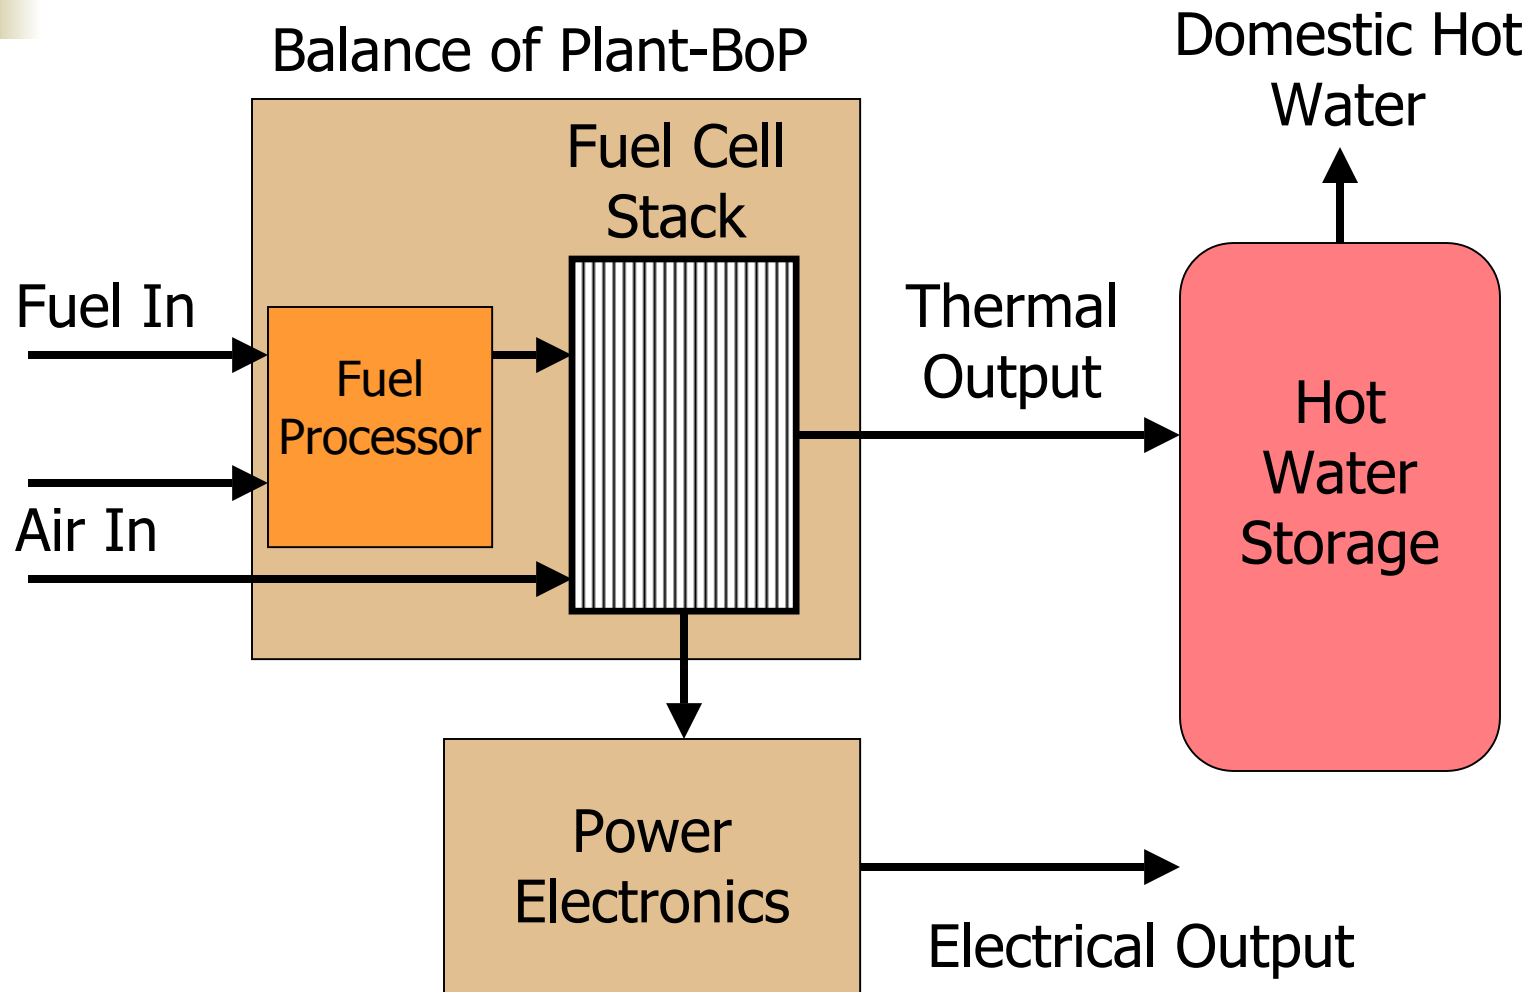 Balance of Plant-BoP
Domestic Hot
Water
Fuel Cell
Stack
Fuel In
Fuel
Processor
Air In
Thermal
Output
Hot
Water
Storage
Power
Electronics
Electrical Output